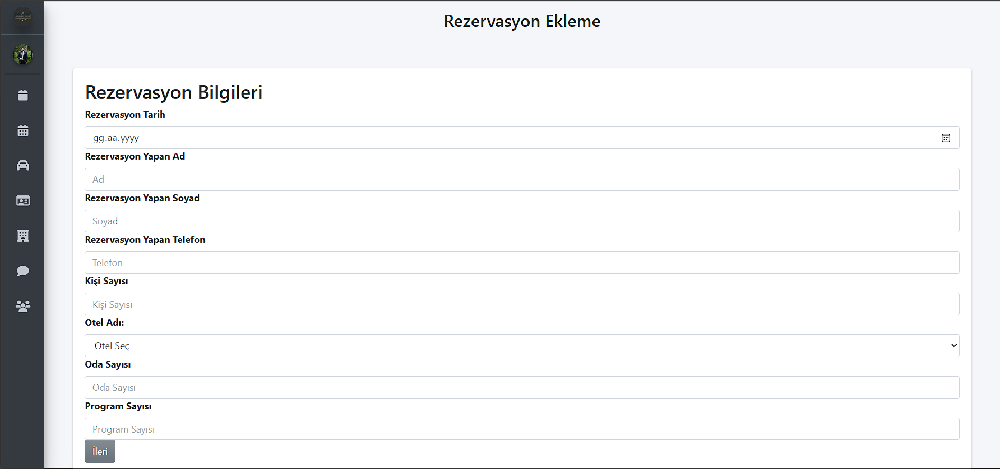 Rezervasyon Ekleme
Rezervasyon Bilgileri
Rezervasyon Tarih
gg.aa.yyyy
Rezervasyon Yapan Ad
Ad
Rezervasyon Yapan Soyad
Soyad
Rezervasyon Yapan Telefon
Telefon
Kişi Sayısı
Kişi Sayısı
Otel Adı:
Otel Seç
Oda Sayısı
Oda Sayısı
Program Sayısı
Program Sayısı
İleri